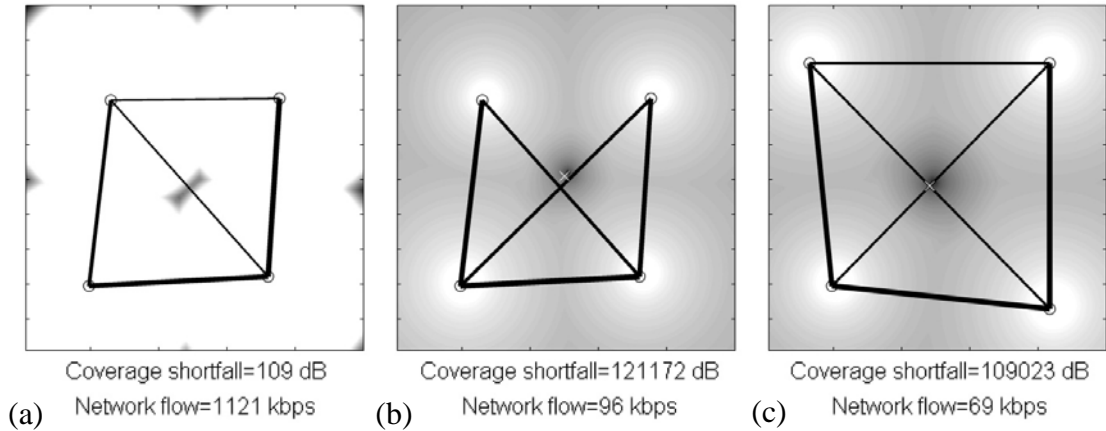 Coverage shortfall=109 dB
(a) Network flow=1121 kbps
Coverage shortfall=121172 dB
(b) Network flow=96 kbps
Coverage shortfall=109023 dB
(c) Network flow=69 kbps